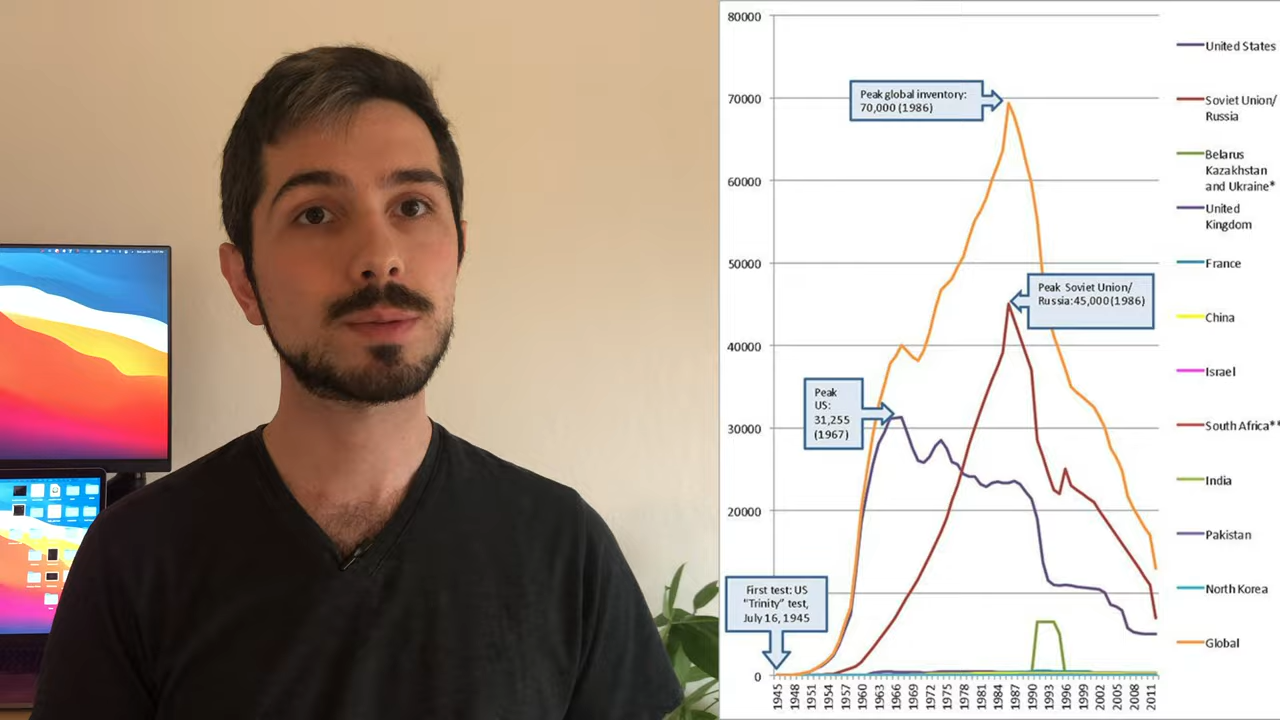 80000
70000
60000
50000
40000
30000
20000
0
Peak global inventory:
70,000 (1986)
Peak Soviet Union/
Russia:45,000 (1986)
Peak
US:
31,255
(1967)
First test: US
"Trinity" test,
July 16, 1945
1945
1948
1951
1954
1957
1960
1963
1966
1969
1972
1975
1978
1981
1984
1987
1990
1993
1996
1999
2002
2005
2008
2011
United States
Soviet Union/
Russia
Belarus
Kazakhstan
and Ukraine*
United
Kingdom
France
China
Israel
South Africa**
India
Pakistan
North Korea
Global